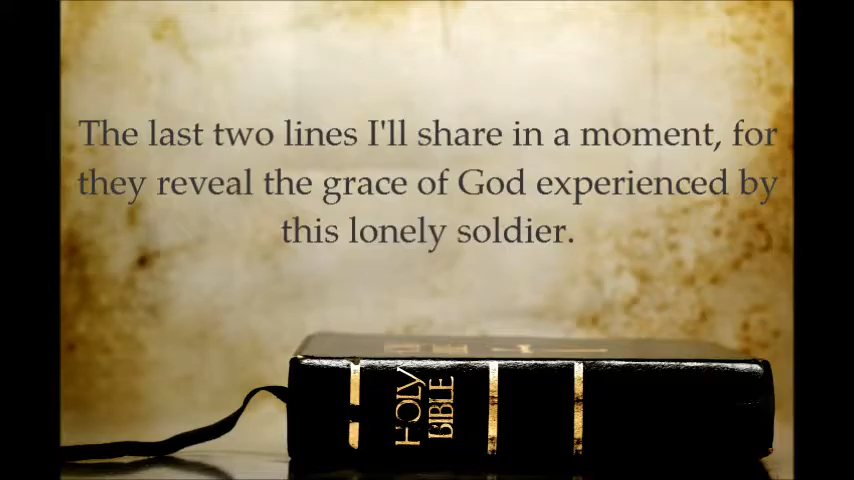 The last two lines I'll share in a moment, for
they reveal the grace of God experienced by
this lonely soldier.
HOLY
BIBLE